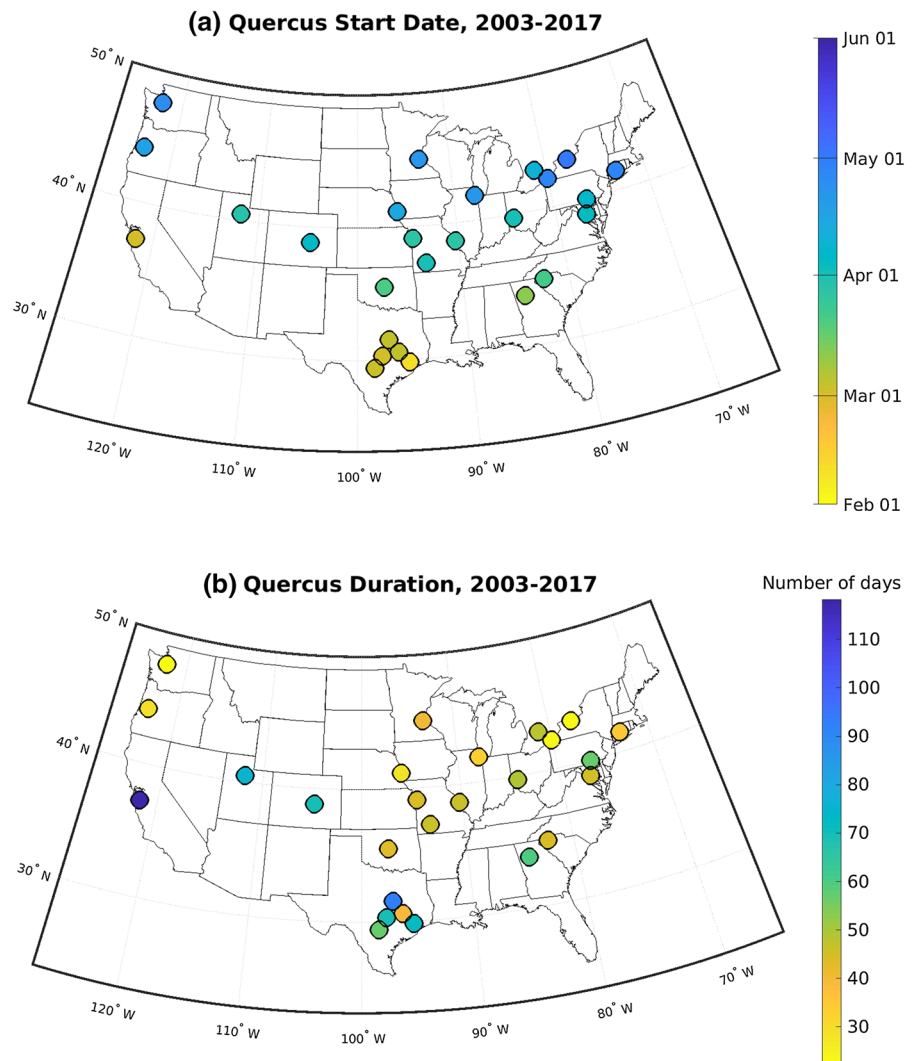 (a) Quercus Start Date, 2003-2017
50° N
40° N
30° N
120° W
110° W
100° W
90° W
80° W
70° W
Jun 01
May 01
Apr 01
Mar 01
Feb 01
(b) Quercus Duration, 2003-2017
Number of days
50° N
40° N
30° N
120° W
110° W
100° W
90° W
80° W
70° W
110
100
90
80
70
60
50
40
30